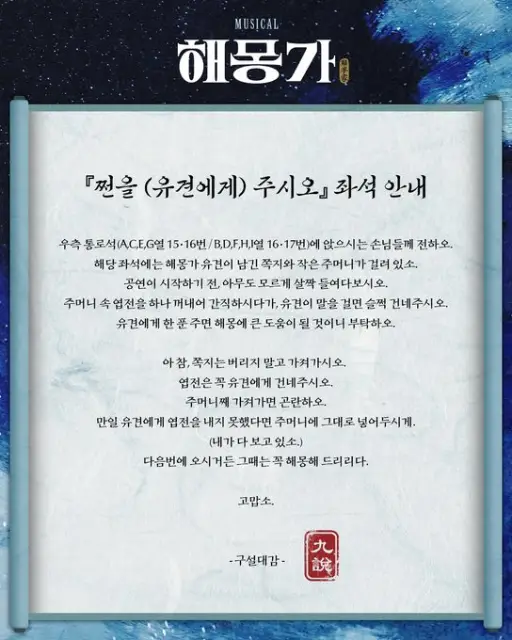 MUSICAL
해몽가
『쩐을 (유견에게) 주시오』 좌석 안내
우측 통로석(A,C,E,G열 15·16번 / B,D,F,H,I열 16·17번)에 앉으시는 손님들께 전하오.
해당 좌석에는 해몽가 유견이 남긴 쪽지와 작은 주머니가 걸려 있소.
공연이 시작하기 전, 아무도 모르게 살짝 들여다보시오.
주머니 속 엽전을 하나 꺼내어 간직하시다가, 유견이 말을 걸면 슬쩍 건네주시오.
유견에게 한 푼 주면 해몽에 큰 도움이 될 것이니 부탁하오.
아 참, 쪽지는 버리지 말고 가져가시오.
엽전은 꼭 유견에게 건네주시오.
주머니째 가져가면 곤란하오.
만일 유견에게 엽전을 내지 못했다면 주머니에 그대로 넣어두시게.
(내가 다 보고 있소.)
다음번에 오시거든 그때는 꼭 해몽해 드리리다.
고맙소.
-구설대감-
九說